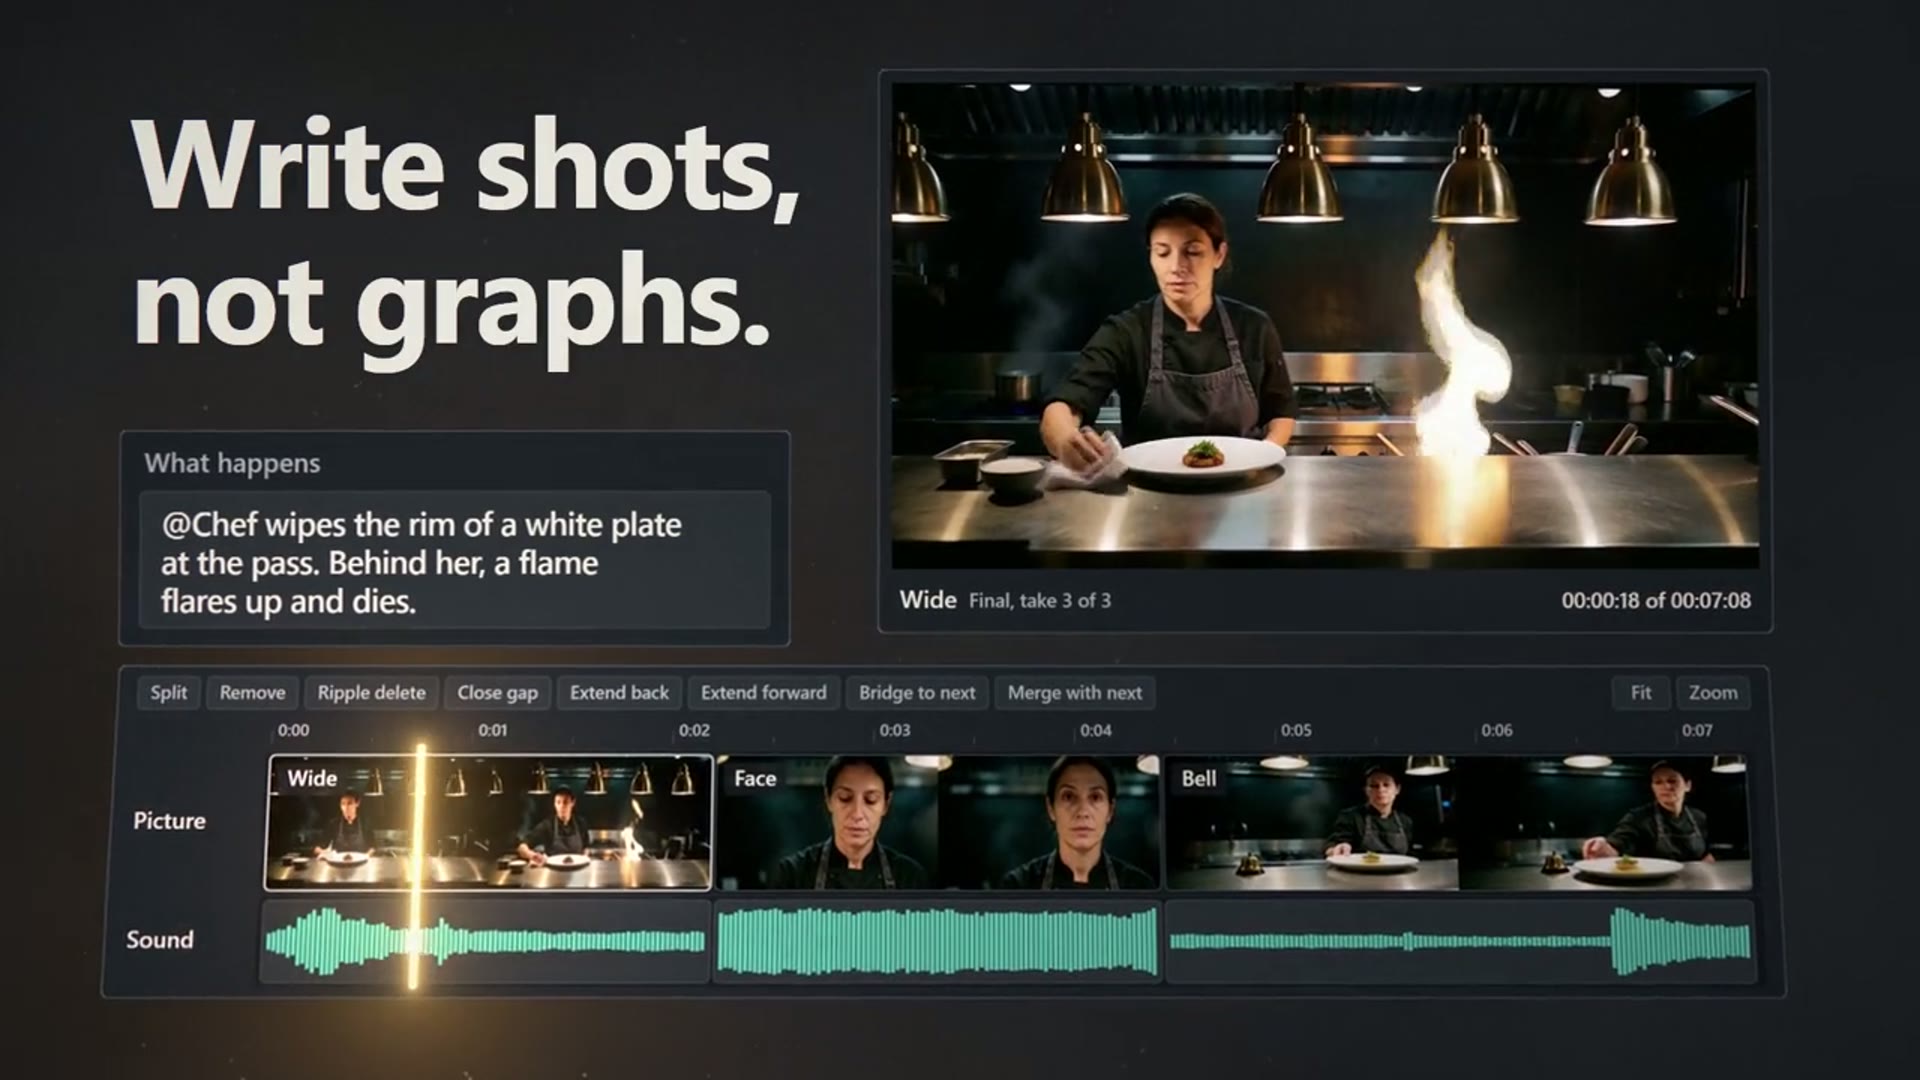 Write shots,
not graphs.
What happens
@Chef wipes the rim of a white plate
at the pass. Behind her, a flame
flares up and dies.
Wide Final, take 3 of 3 00:00:18 of 00:07:08
Split Remove Ripple delete Close gap Extend back Extend forward Bridge to next Merge with next Fit Zoom
0:00 0:01 0:02 0:03 0:04 0:05 0:06 0:07
Picture Wide Face Bell
Sound